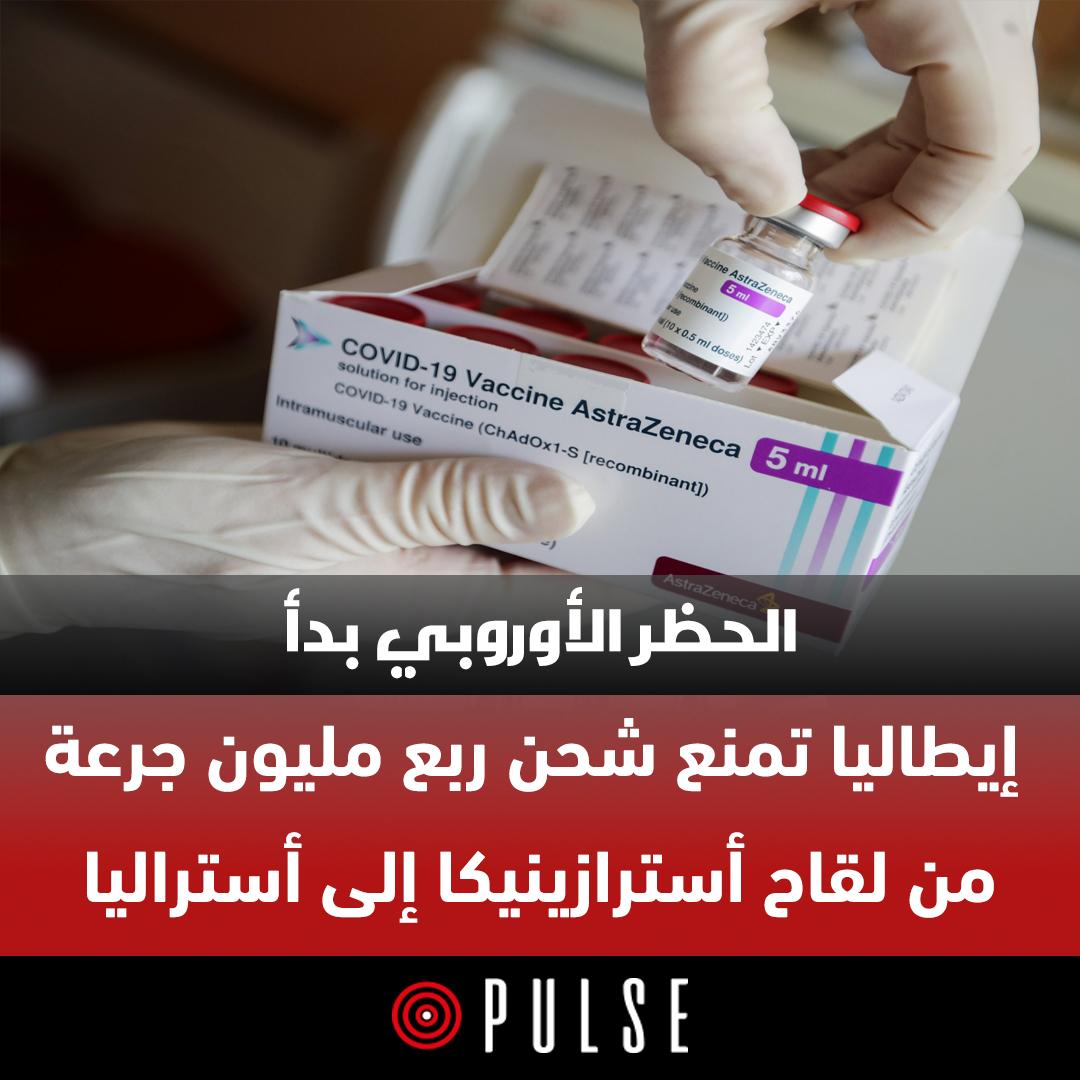 Vaccine AstraZeneca
5 ml
[recombinant])
(10 x 0.5 ml doses)
Lot
EXP
COVID-19 Vaccine AstraZeneca
solution for injection
COVID-19 Vaccine (ChAdOx1-S [recombinant])
Intramuscular use
5 ml
AstraZeneca
الحظر الأوروبي بدأ
إيطاليا تمنع شحن ربع مليون جرعة
من لقاح أسترازينيكا إلى أستراليا
PULSE